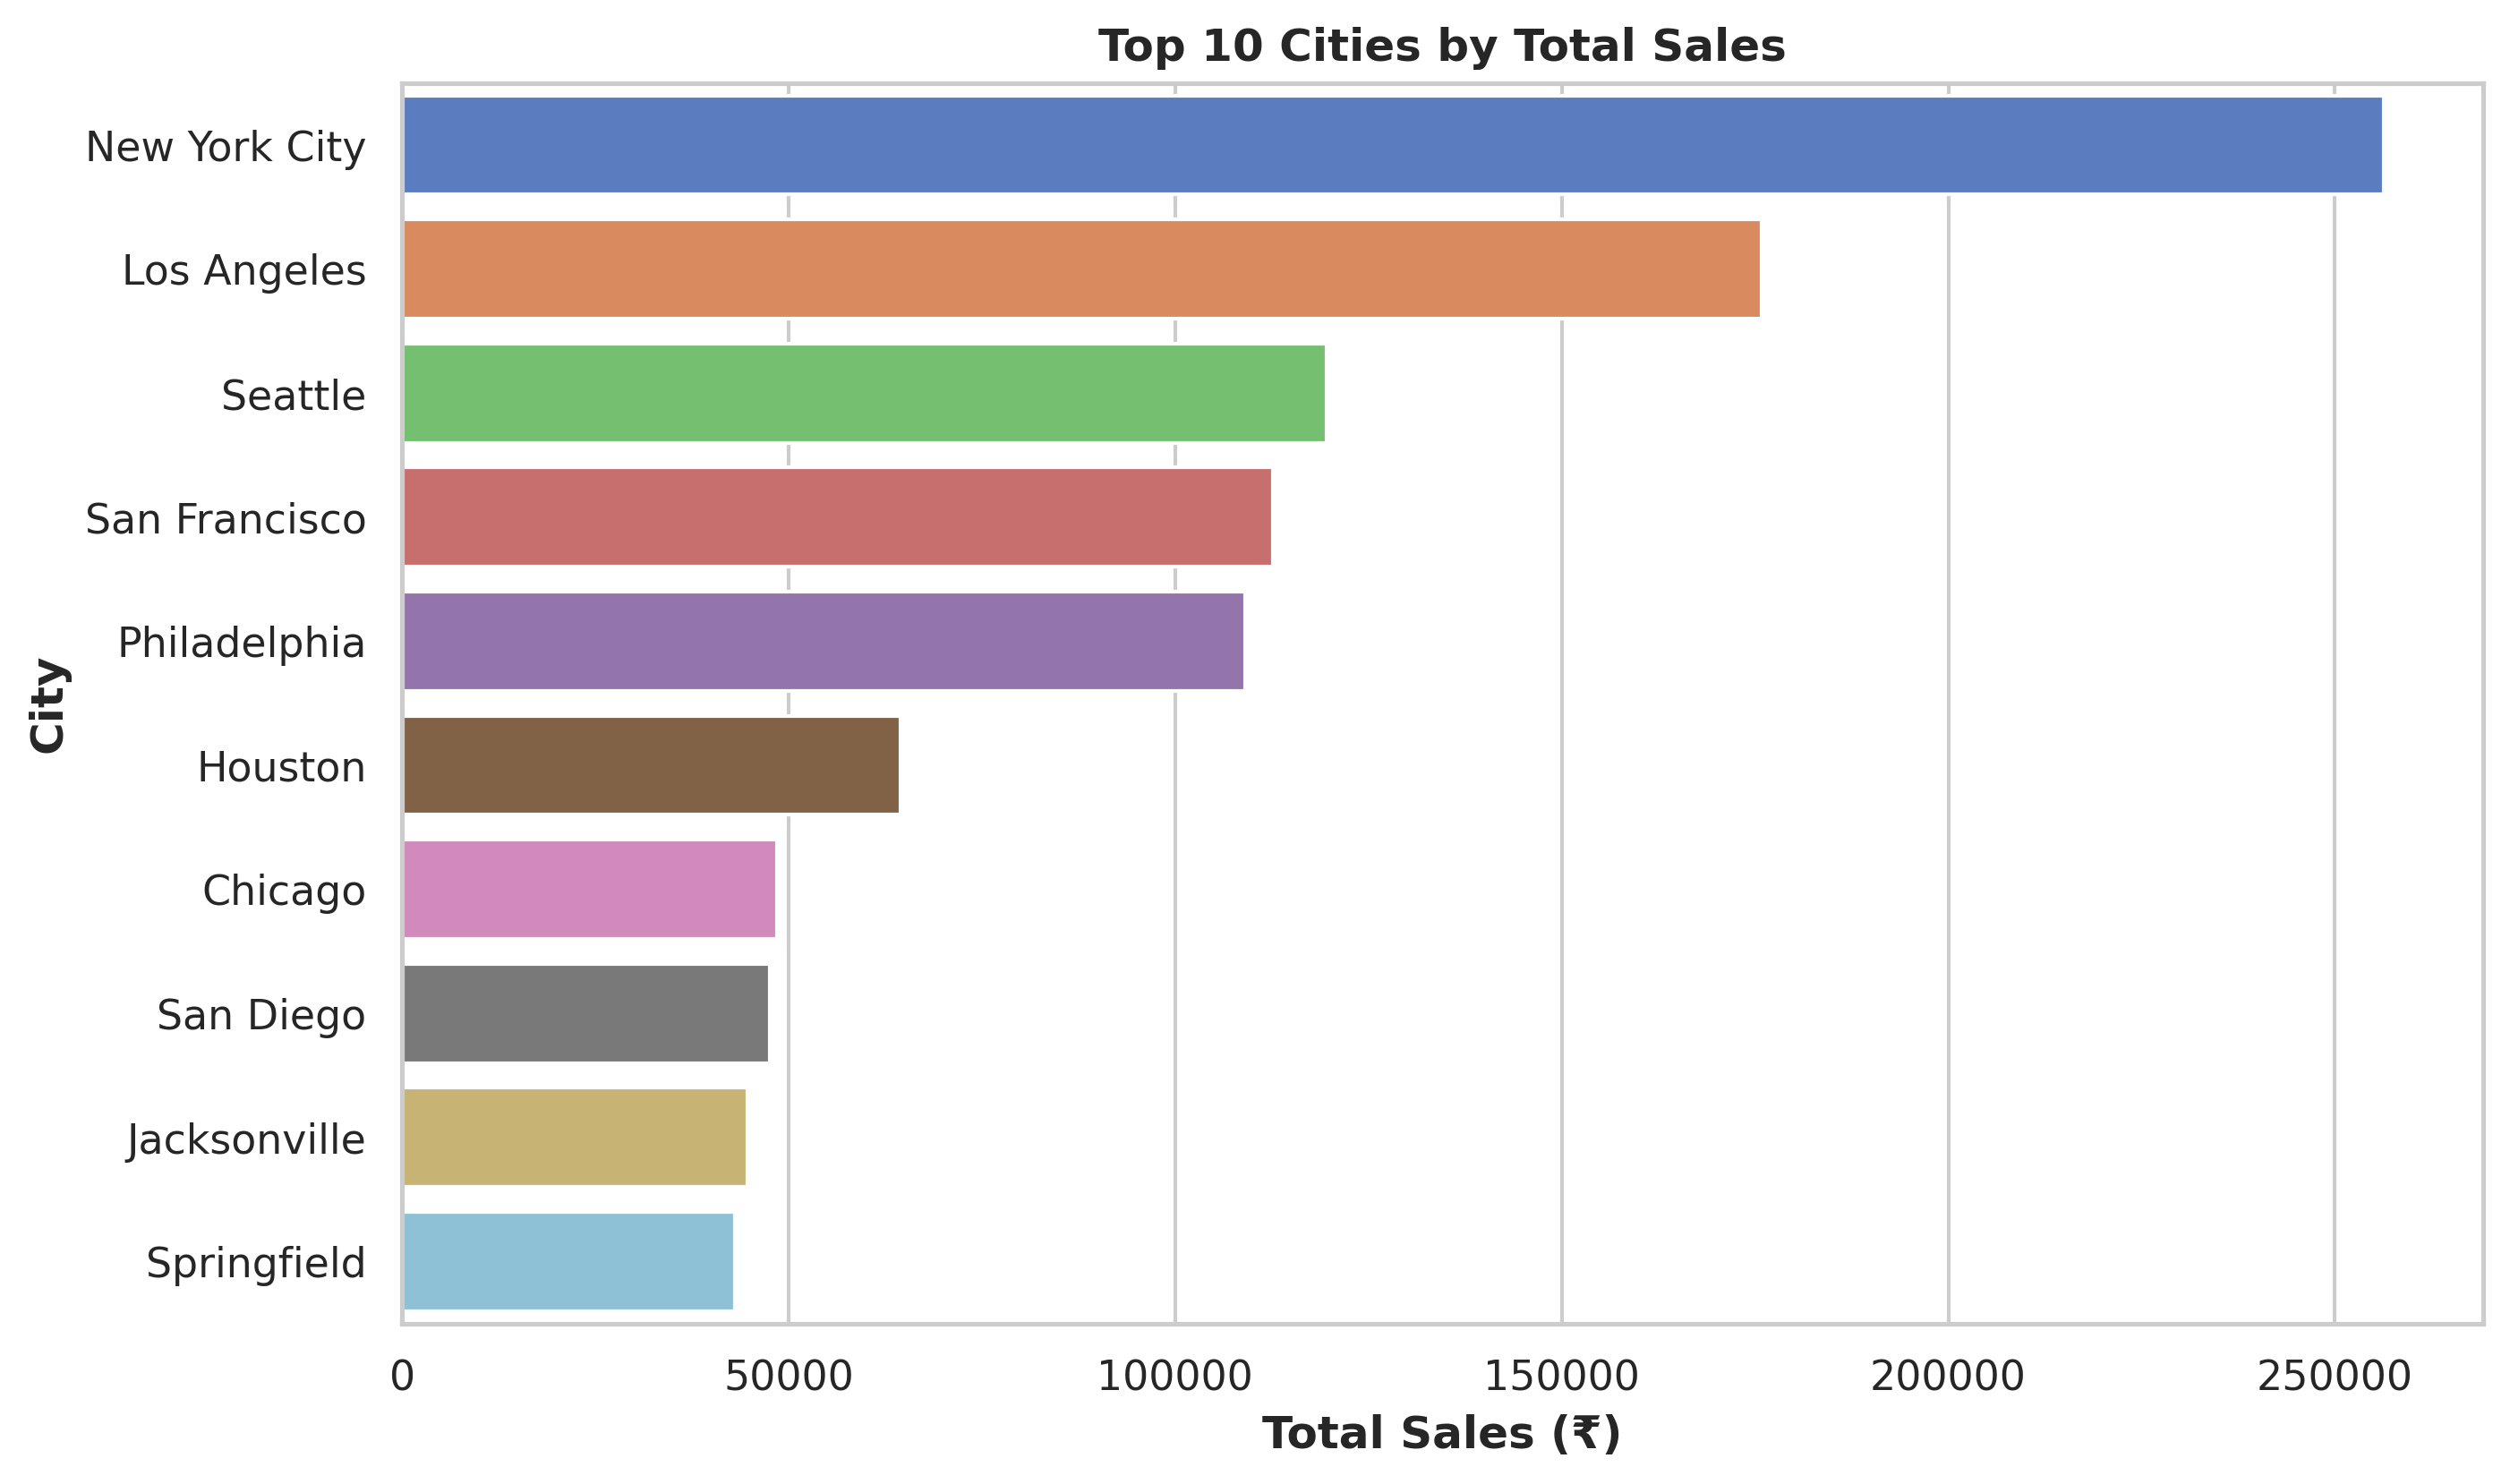 Top 10 Cities by Total Sales
New York City
Los Angeles
Seattle
San Francisco
Philadelphia
Houston
Chicago
San Diego
Jacksonville
Springfield
City
0 50000 100000 150000 200000 250000
Total Sales (₹)